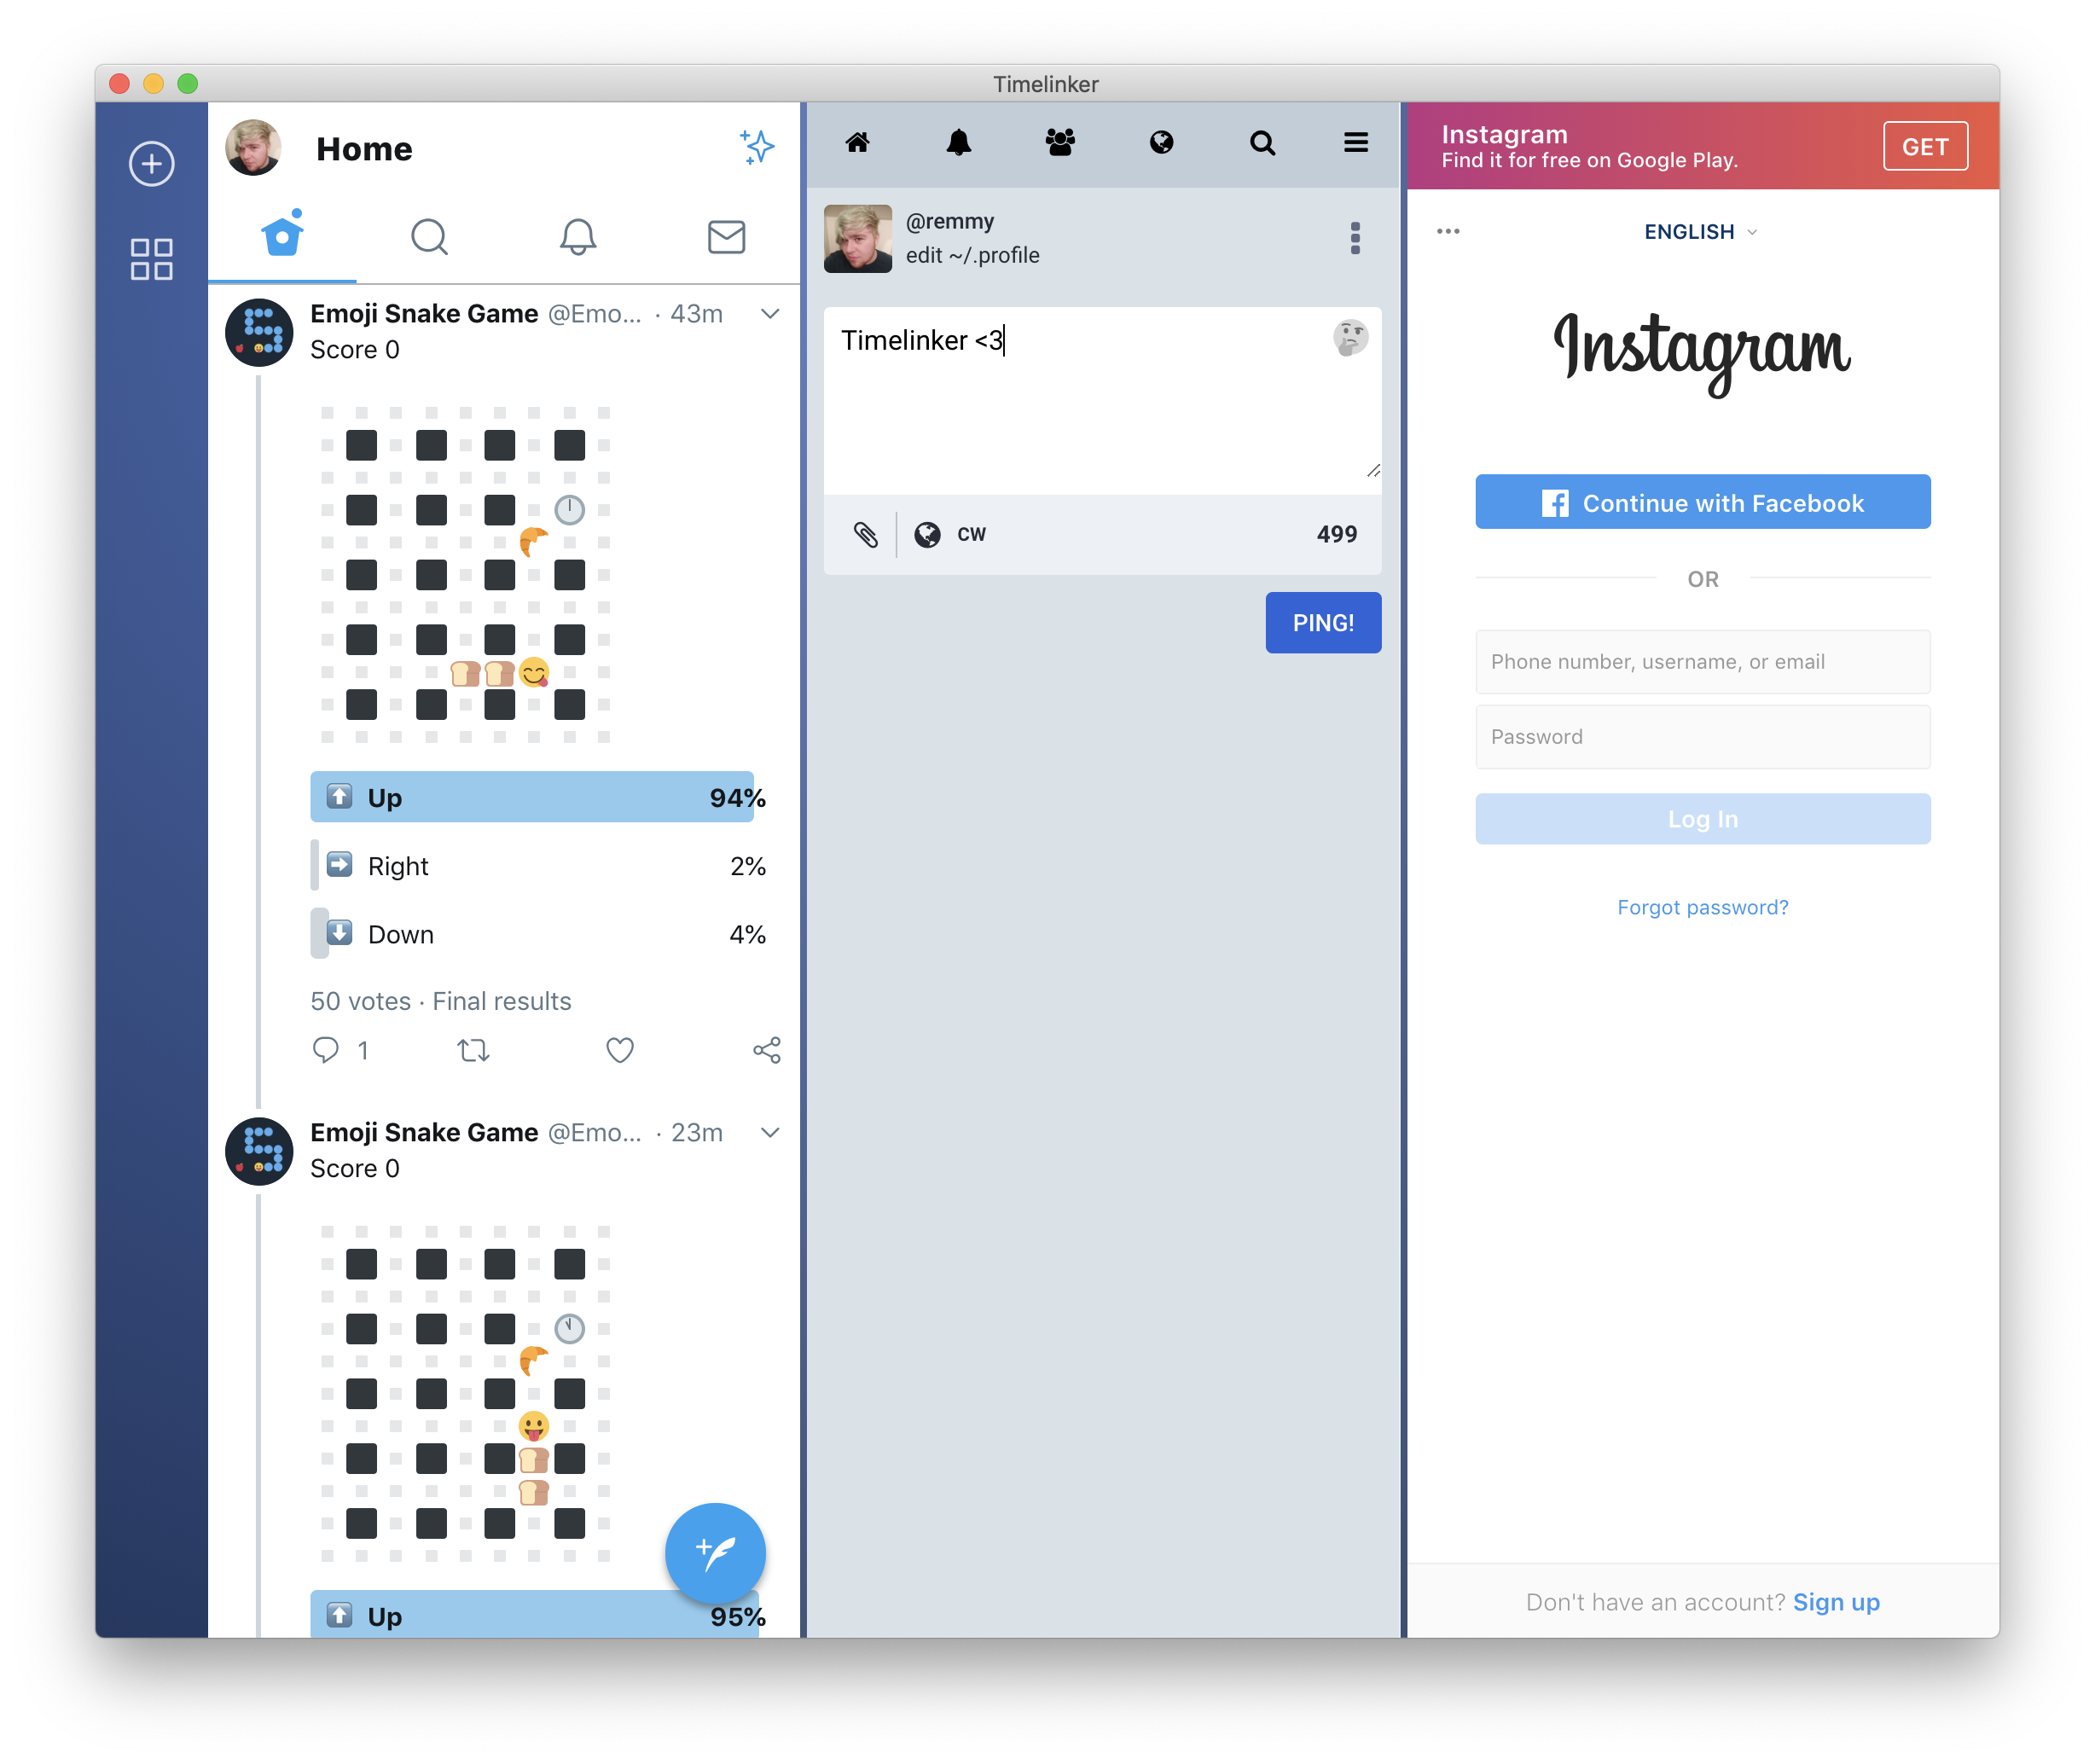 Timelinker
Home
Emoji Snake Game @Emo... · 43m
Score 0
Up 94%
Right 2%
Down 4%
50 votes · Final results
1
Emoji Snake Game @Emo... · 23m
Score 0
Up 95%
@remmy
edit ~/.profile
Timelinker <3
CW 499
PING!
Instagram
Find it for free on Google Play.
GET
ENGLISH
Instagram
Continue with Facebook
OR
Phone number, username, or email
Password
Log In
Forgot password?
Don't have an account? Sign up